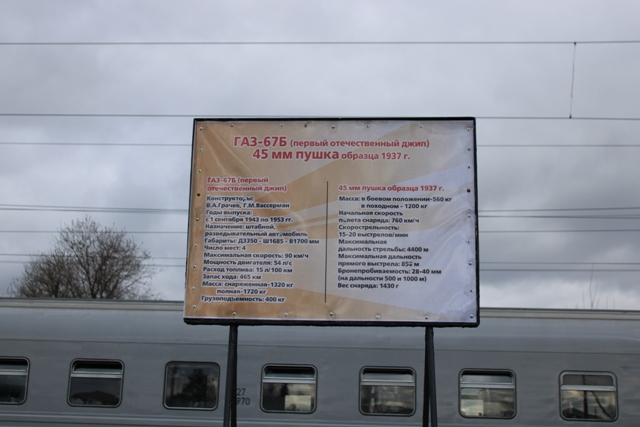 ГАЗ-67Б (первый отечественный джип)
45 мм пушка образца 1937 г.
ГАЗ-67Б (первый
отечественный джип)
Конструкторы:
В.А.Грачев, Г.М.Вассерман
Годы выпуска:
с 1 сентября 1943 по 1953 гг.
Назначение: штабной,
разведывательный автомобиль
Габариты: Д3350 - Ш1685 - В1700 мм
Число мест: 4
Максимальная скорость: 90 км/ч
Мощность двигателя: 54 л/с
Расход топлива: 15 л/100 км
Запас хода: 465 км
Масса: снаряженная-1320 кг
полная-1720 кг
Грузоподъемность: 400 кг
45 мм пушка образца 1937 г.
Масса: в боевом положении-560 кг
в походном - 1200 кг
Начальная скорость
полета снаряда: 760 км/ч
Скорострельность:
15-20 выстрелов/мин
Максимальная
дальность стрельбы: 4400 м
Максимальная дальность
прямого выстрела: 850 м
Бронепробиваемость: 28-40 мм
(на дальности 500 и 1000 м)
Вес снаряда: 1430 г
27
970